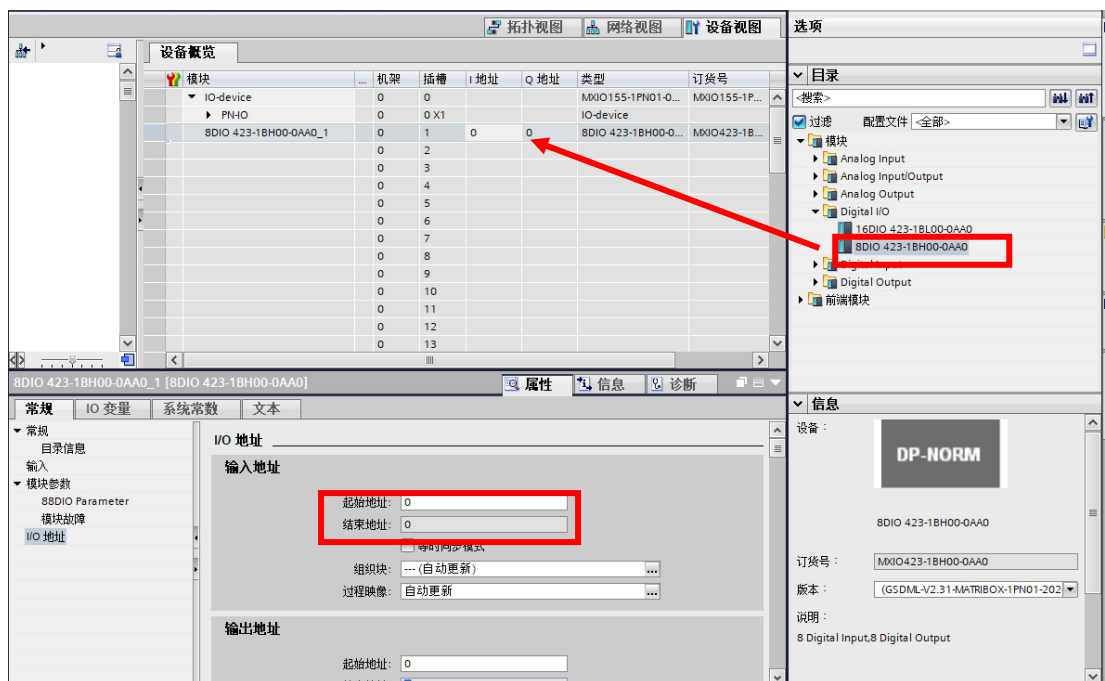 拓扑视图 网络视图 设备视图
设备概览
模块 ... 机架 插槽 I 地址 Q 地址 类型 订货号
IO-device 0 0 MXIO155-1PN01-0... MXIO155-1P...
PN-IO 0 0 X1 IO-device
8DIO 423-1BH00-0AA0_1 0 1 0 0 8DIO 423-1BH00-0... MXIO423-1B...
0 2
0 3
0 4
0 5
0 6
0 7
0 8
0 9
0 10
0 11
0 12
0 13
8DIO 423-1BH00-0AA0_1 [8DIO 423-1BH00-0AA0]
属性 信息 诊断
常规 IO 变量 系统常数 文本
常规
目录信息
输入
模块参数
88DIO Parameter
模块故障
I/O 地址
I/O 地址
输入地址
起始地址: 0
结束地址: 0
等时同步模式
组织块: --- (自动更新) ...
过程映像: 自动更新 ...
输出地址
起始地址: 0
选项
目录
<搜索>
过滤 配置文件 <全部>
模块
Analog Input
Analog Input/Output
Analog Output
Digital I/O
16DIO 423-1BL00-0AA0
8DIO 423-1BH00-0AA0
Digital Input
Digital Output
前端模块
信息
设备:
DP-NORM
8DIO 423-1BH00-0AA0
订货号: MXIO423-1BH00-0AA0
版本: (GSDML-V2.31-MATRIBOX-1PN01-202
说明:
8 Digital Input,8 Digital Output